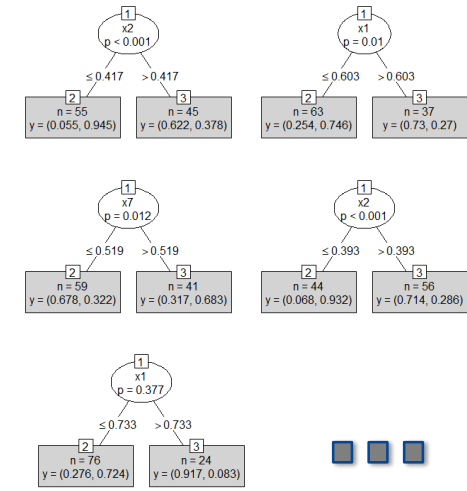 1
x2
p < 0.001
≤ 0.417 > 0.417
2
n = 55
y = (0.055, 0.945)
3
n = 45
y = (0.622, 0.378)
1
x1
p = 0.01
≤ 0.603 > 0.603
2
n = 63
y = (0.254, 0.746)
3
n = 37
y = (0.73, 0.27)
1
x7
p = 0.012
≤ 0.519 > 0.519
2
n = 59
y = (0.678, 0.322)
3
n = 41
y = (0.317, 0.683)
1
x2
p < 0.001
≤ 0.393 > 0.393
2
n = 44
y = (0.068, 0.932)
3
n = 56
y = (0.714, 0.286)
1
x1
p = 0.377
≤ 0.733 > 0.733
2
n = 76
y = (0.276, 0.724)
3
n = 24
y = (0.917, 0.083)